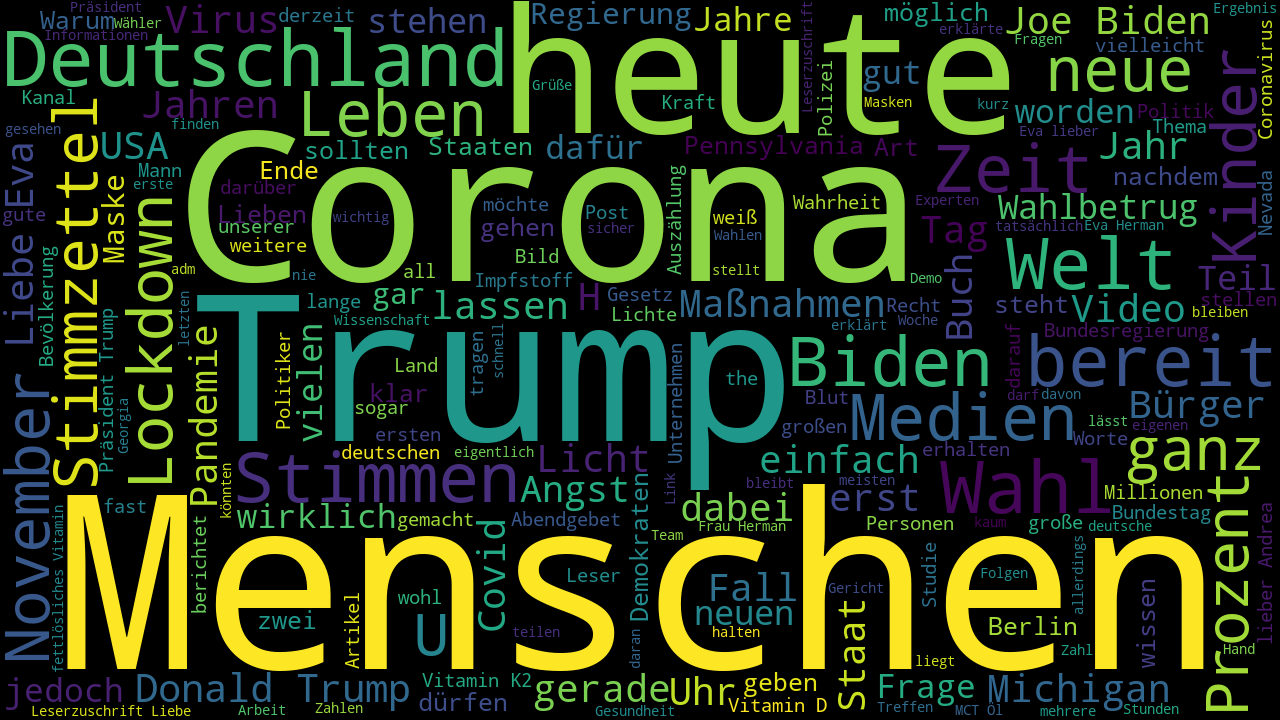 Präsident
Wähler
Informationen
Warum
Virus
derzeit
stehen
Regierung
Jahre
Leserzuschrift
möglich
erklärte
Fragen
Joe Biden
vielleicht
Ergebnis
Deutschland
heute
Grüße
Kraft
Polizei
gut
Masken
kurz
neue
worden
Politik
Thema
Coronavirus
Kanal
Jahren
finden
gesehen
Leben
USA
sollten
Staaten
dafür
Pennsylvania
Art
Eva lieber
Jahr
nachdem
Kinder
Mann
erste
Ende
darüber
Lieben
wichtig
unserer
weitere
Corona
möchte
gehen
Post
sicher
Auszählung
weiß
Wahlen
Wahrheit
stellt
Zeit
Experten
Wahlbetrug
Tag
tatsächlich
Eva Herman
Nevada
gute
Liebe Eva
Stimmzettel
Maske
Lockdown
adm
nie
all
Bild
Impfstoff
Demo
Welt
Teil
stellen
bleiben
Bevölkerung
letzten
lange
gar
lassen
H
Gesetz
Lichte
Maßnahmen
Recht
Woche
Buch
steht
Video
Bundesregierung
Wissenschaft
Trump
erklärt
darauf
Präsident Trump
Georgia
Pandemie
Politiker
vielen
Land
klar
sogar
tragen
schnell
Unternehmen
the
Biden
Blut
bereit
darf
davon
Bürger
November
ersten
deutschen
eigentlich
großen
Medien
lässt
Worte
eigenen
Stimmen
Licht
Angst
Link
bleibt
einfach
meisten
erhalten
ganz
könnten
fast
wirklich
gemacht
Abendgebet
dabei
erst
Wahl
Millionen
Bundestag
Frau Herman
Team
Personen
kaum
große
deutsche
Prozent
fettlösliches Vitamin
berichtet
Menschen
Covid
Demokraten
Leser
Fall
neuen
Gericht
Studie
Folgen
allerdings
lieber Andrea
zwei
Artikel
wohl
u
teilen
daran
halten
Staat
liegt
Berlin
Zahl
wissen
Hand
jedoch
Donald Trump
dürfen
Vitamin K2
gerade
Uhr
geben
Vitamin D
Frage
Michigan
Leserzuschrift Liebe
Arbeit
Zahlen
Gesundheit
Treffen
MCT Öl
mehrere
Stunden